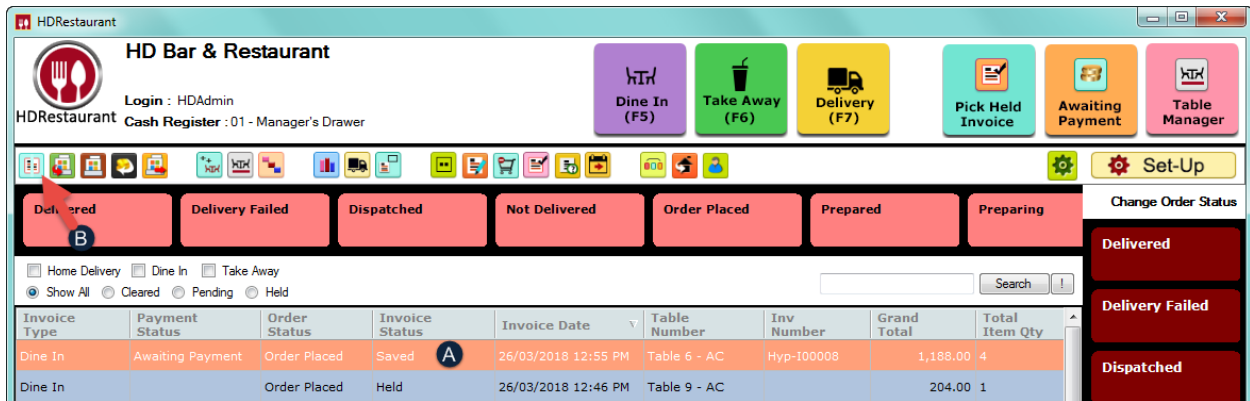 HDRestaurant
HD Bar & Restaurant
Login : HDAdmin
Cash Register : 01 - Manager's Drawer
HDRestaurant
Dine In
(F5)
Take Away
(F6)
Delivery
(F7)
Pick Held
Invoice
Awaiting
Payment
Table
Manager
Set-Up
Delivered
Delivery Failed
Dispatched
Not Delivered
Order Placed
Prepared
Preparing
B
Change Order Status
Delivered
Delivery Failed
Dispatched
Home Delivery Dine In Take Away
Show All Cleared Pending Held
Search !
Invoice Type Payment Status Order Status Invoice Status Invoice Date Table Number Inv Number Grand Total Total Item Qty
Dine In Awaiting Payment Order Placed Saved A 26/03/2018 12:55 PM Table 6 - AC Hyp-I00008 1,188.00 4
Dine In Order Placed Held 26/03/2018 12:46 PM Table 9 - AC 204.00 1